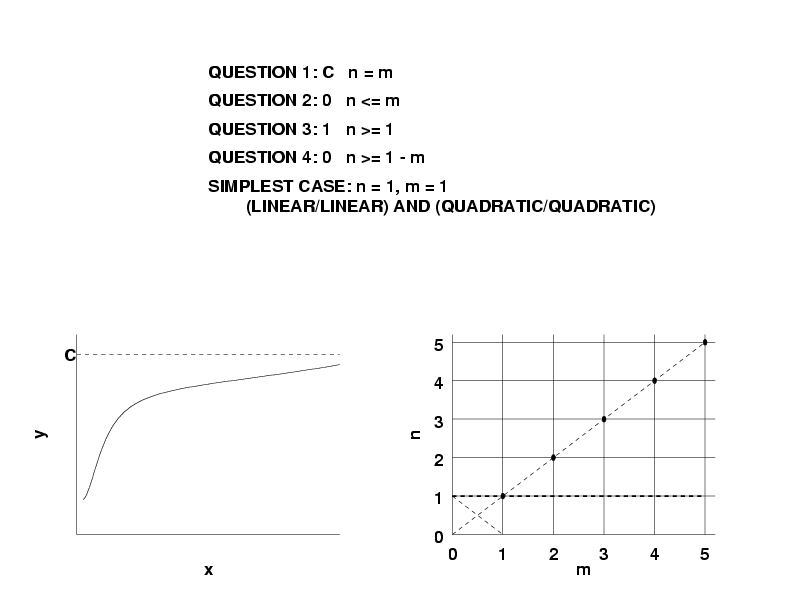 QUESTION 1: C n = m
QUESTION 2: 0 n <= m
QUESTION 3: 1 n >= 1
QUESTION 4: 0 n >= 1 - m
SIMPLEST CASE: n = 1, m = 1
(LINEAR/LINEAR) AND (QUADRATIC/QUADRATIC)
C
y
x
5
4
3
2
1
0
n
0 1 2 3 4 5
m